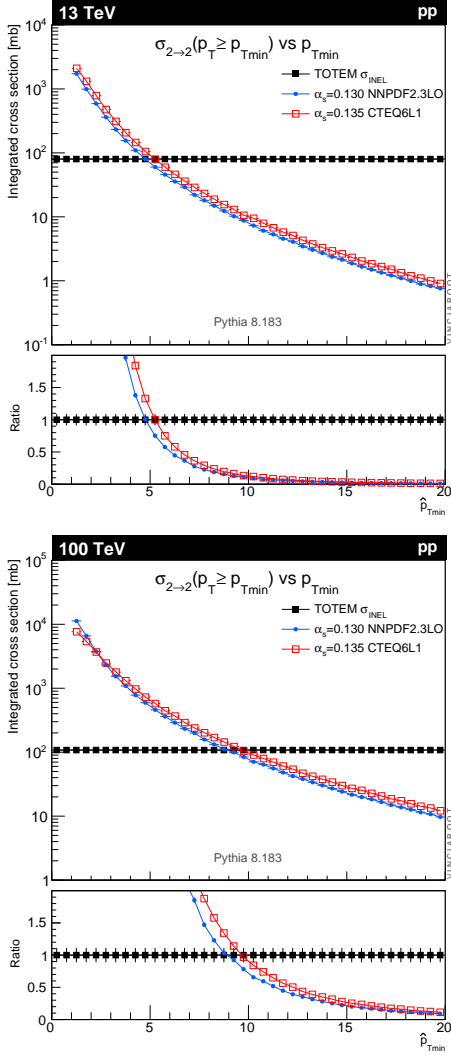 13 TeV pp
σ2→2(pT≥ pTmin) vs pTmin
Integrated cross section [mb]
TOTEM σINEL
αs=0.130 NNPDF2.3LO
αs=0.135 CTEQ6L1
10^4
10^3
10^2
10
1
10^-1
Pythia 8.183
VINCIAROOT
Ratio
1.5
1
0.5
0
0 5 10 15 20
p̂Tmin
100 TeV pp
σ2→2(pT≥ pTmin) vs pTmin
Integrated cross section [mb]
TOTEM σINEL
αs=0.130 NNPDF2.3LO
αs=0.135 CTEQ6L1
10^5
10^4
10^3
10^2
10
1
Pythia 8.183
VINCIAROOT
Ratio
1.5
1
0.5
0
0 5 10 15 20
p̂Tmin